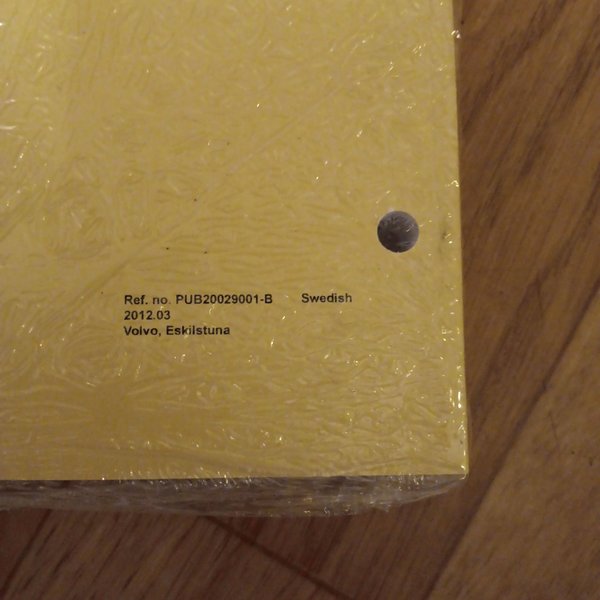 Ref. no. PUB20029001-B Swedish
2012.03
Volvo, Eskilstuna